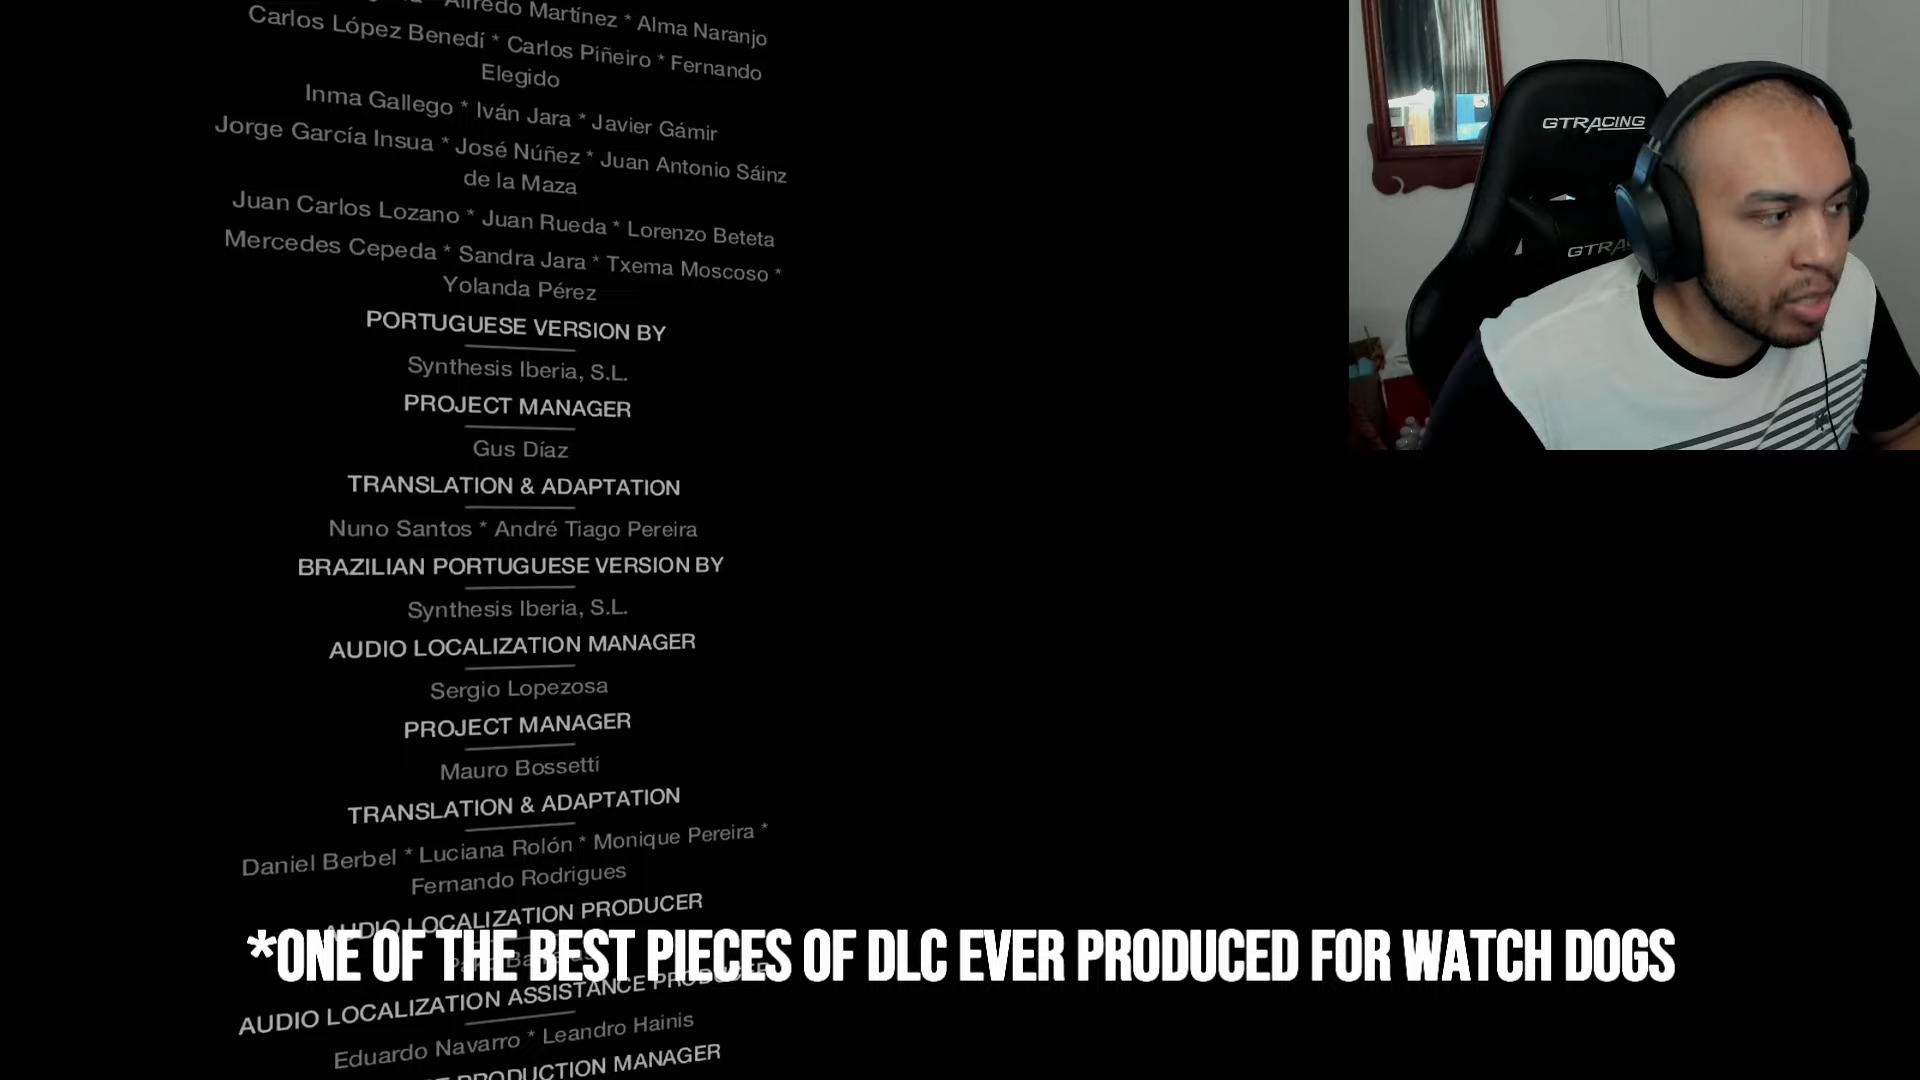 Alfredo Martínez * Alma Naranjo
Carlos López Benedí * Carlos Piñeiro * Fernando
Elegido
Inma Gallego * Iván Jara * Javier Gámir
Jorge García Insua * José Núñez * Juan Antonio Sáinz
de la Maza
Juan Carlos Lozano * Juan Rueda * Lorenzo Beteta
Mercedes Cepeda * Sandra Jara * Txema Moscoso *
Yolanda Pérez
PORTUGUESE VERSION BY
Synthesis Iberia, S.L.
PROJECT MANAGER
Gus Díaz
TRANSLATION & ADAPTATION
Nuno Santos * André Tiago Pereira
BRAZILIAN PORTUGUESE VERSION BY
Synthesis Iberia, S.L.
AUDIO LOCALIZATION MANAGER
Sergio Lopezosa
PROJECT MANAGER
Mauro Bossetti
TRANSLATION & ADAPTATION
Daniel Berbel * Luciana Rolón * Monique Pereira *
Fernando Rodrigues
AUDIO LOCALIZATION PRODUCER
*ONE OF THE BEST PIECES OF DLC EVER PRODUCED FOR WATCH DOGS
AUDIO LOCALIZATION ASSISTANCE PRODUCER
Eduardo Navarro * Leandro Hainis
PRODUCTION MANAGER
GTRACING